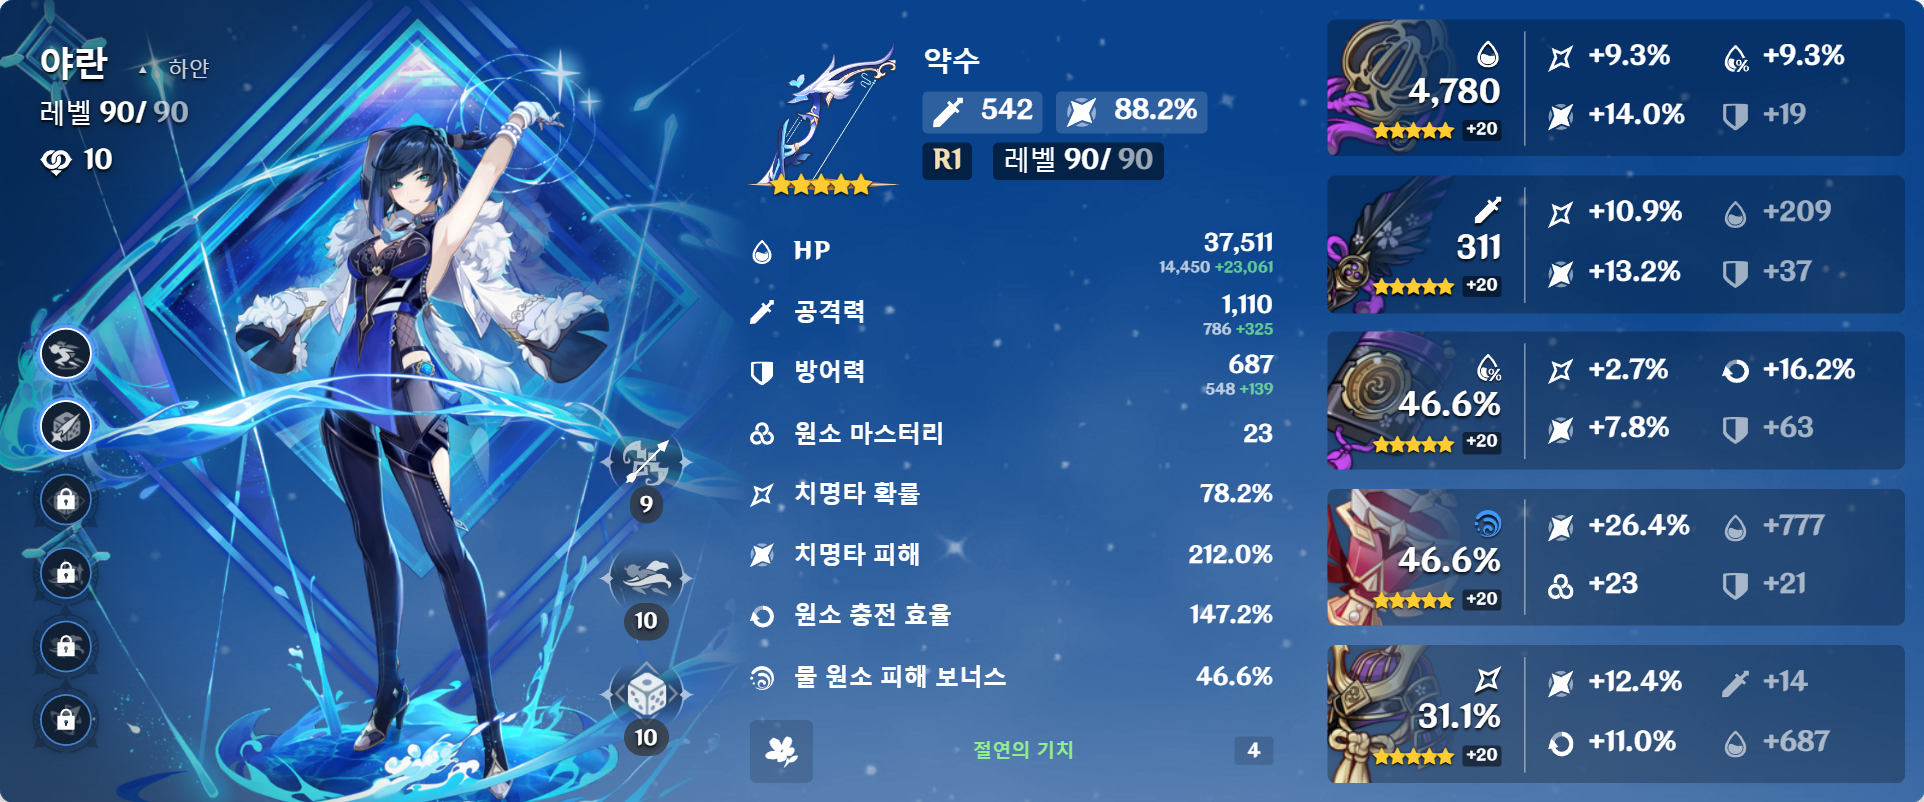 야란 ▲ 하얀
레벨 90/ 90
10
9
10
10
약수
542 88.2%
R1 레벨 90/ 90
HP 37,511
14,450 +23,061
공격력 1,110
786 +325
방어력 687
548 +139
원소 마스터리 23
치명타 확률 78.2%
치명타 피해 212.0%
원소 충전 효율 147.2%
물 원소 피해 보너스 46.6%
절연의 기치 4
4,780
+20
+9.3% +9.3%
+14.0% +19
311
+20
+10.9% +209
+13.2% +37
46.6%
+20
+2.7% +16.2%
+7.8% +63
46.6%
+20
+26.4% +777
+23 +21
31.1%
+20
+12.4% +14
+11.0% +687